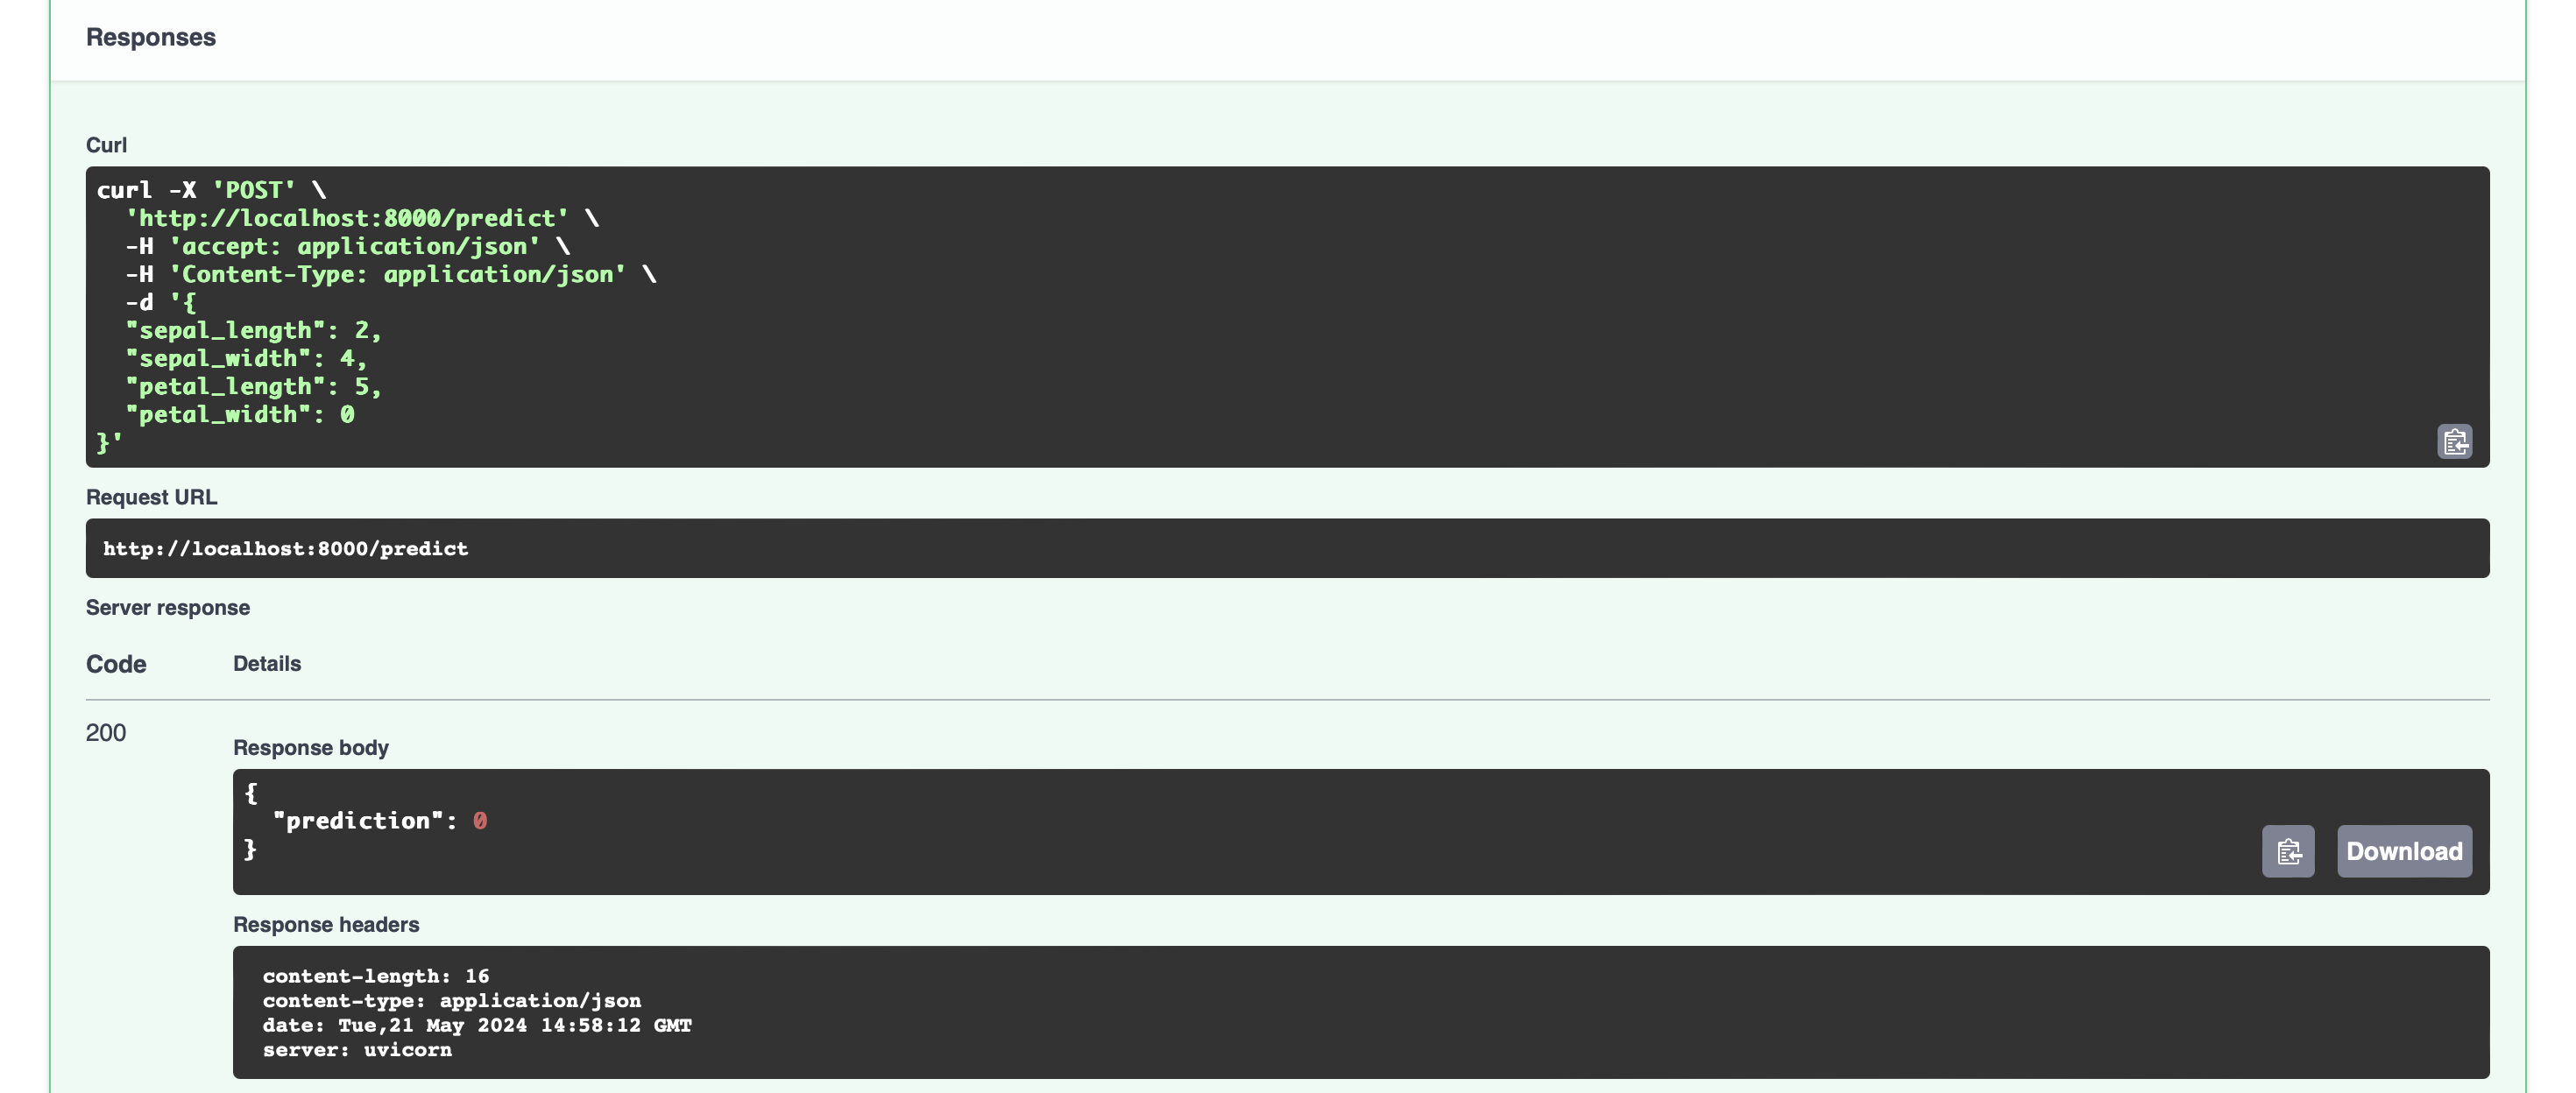 Responses
Curl
curl -X 'POST' \
  'http://localhost:8000/predict' \
  -H 'accept: application/json' \
  -H 'Content-Type: application/json' \
  -d '{
  "sepal_length": 2,
  "sepal_width": 4,
  "petal_length": 5,
  "petal_width": 0
}'
Request URL
http://localhost:8000/predict
Server response
Code Details
200
Response body
{
  "prediction": 0
}
Download
Response headers
content-length: 16
content-type: application/json
date: Tue,21 May 2024 14:58:12 GMT
server: uvicorn